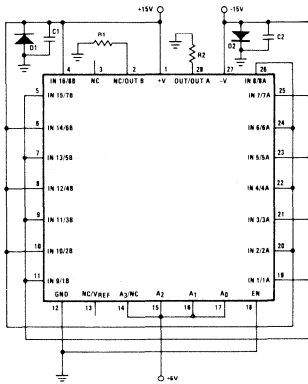 +15V -15V
D1 C1 R1 R2 D2 C2
4 3 2 1 28 27 26
IN 16/8B NC NC/OUT B +V OUT/OUT A -V IN 8/8A
5 IN 15/7B IN 7/7A 25
6 IN 14/6B IN 6/6A 24
7 IN 13/5B IN 5/5A 23
8 IN 12/4B IN 4/4A 22
9 IN 11/3B IN 3/3A 21
10 IN 10/2B IN 2/2A 20
11 IN 9/1B IN 1/1A 19
GND NC/VREF A3/NC A2 A1 A0 EN
12 13 14 15 16 17 18
+5V